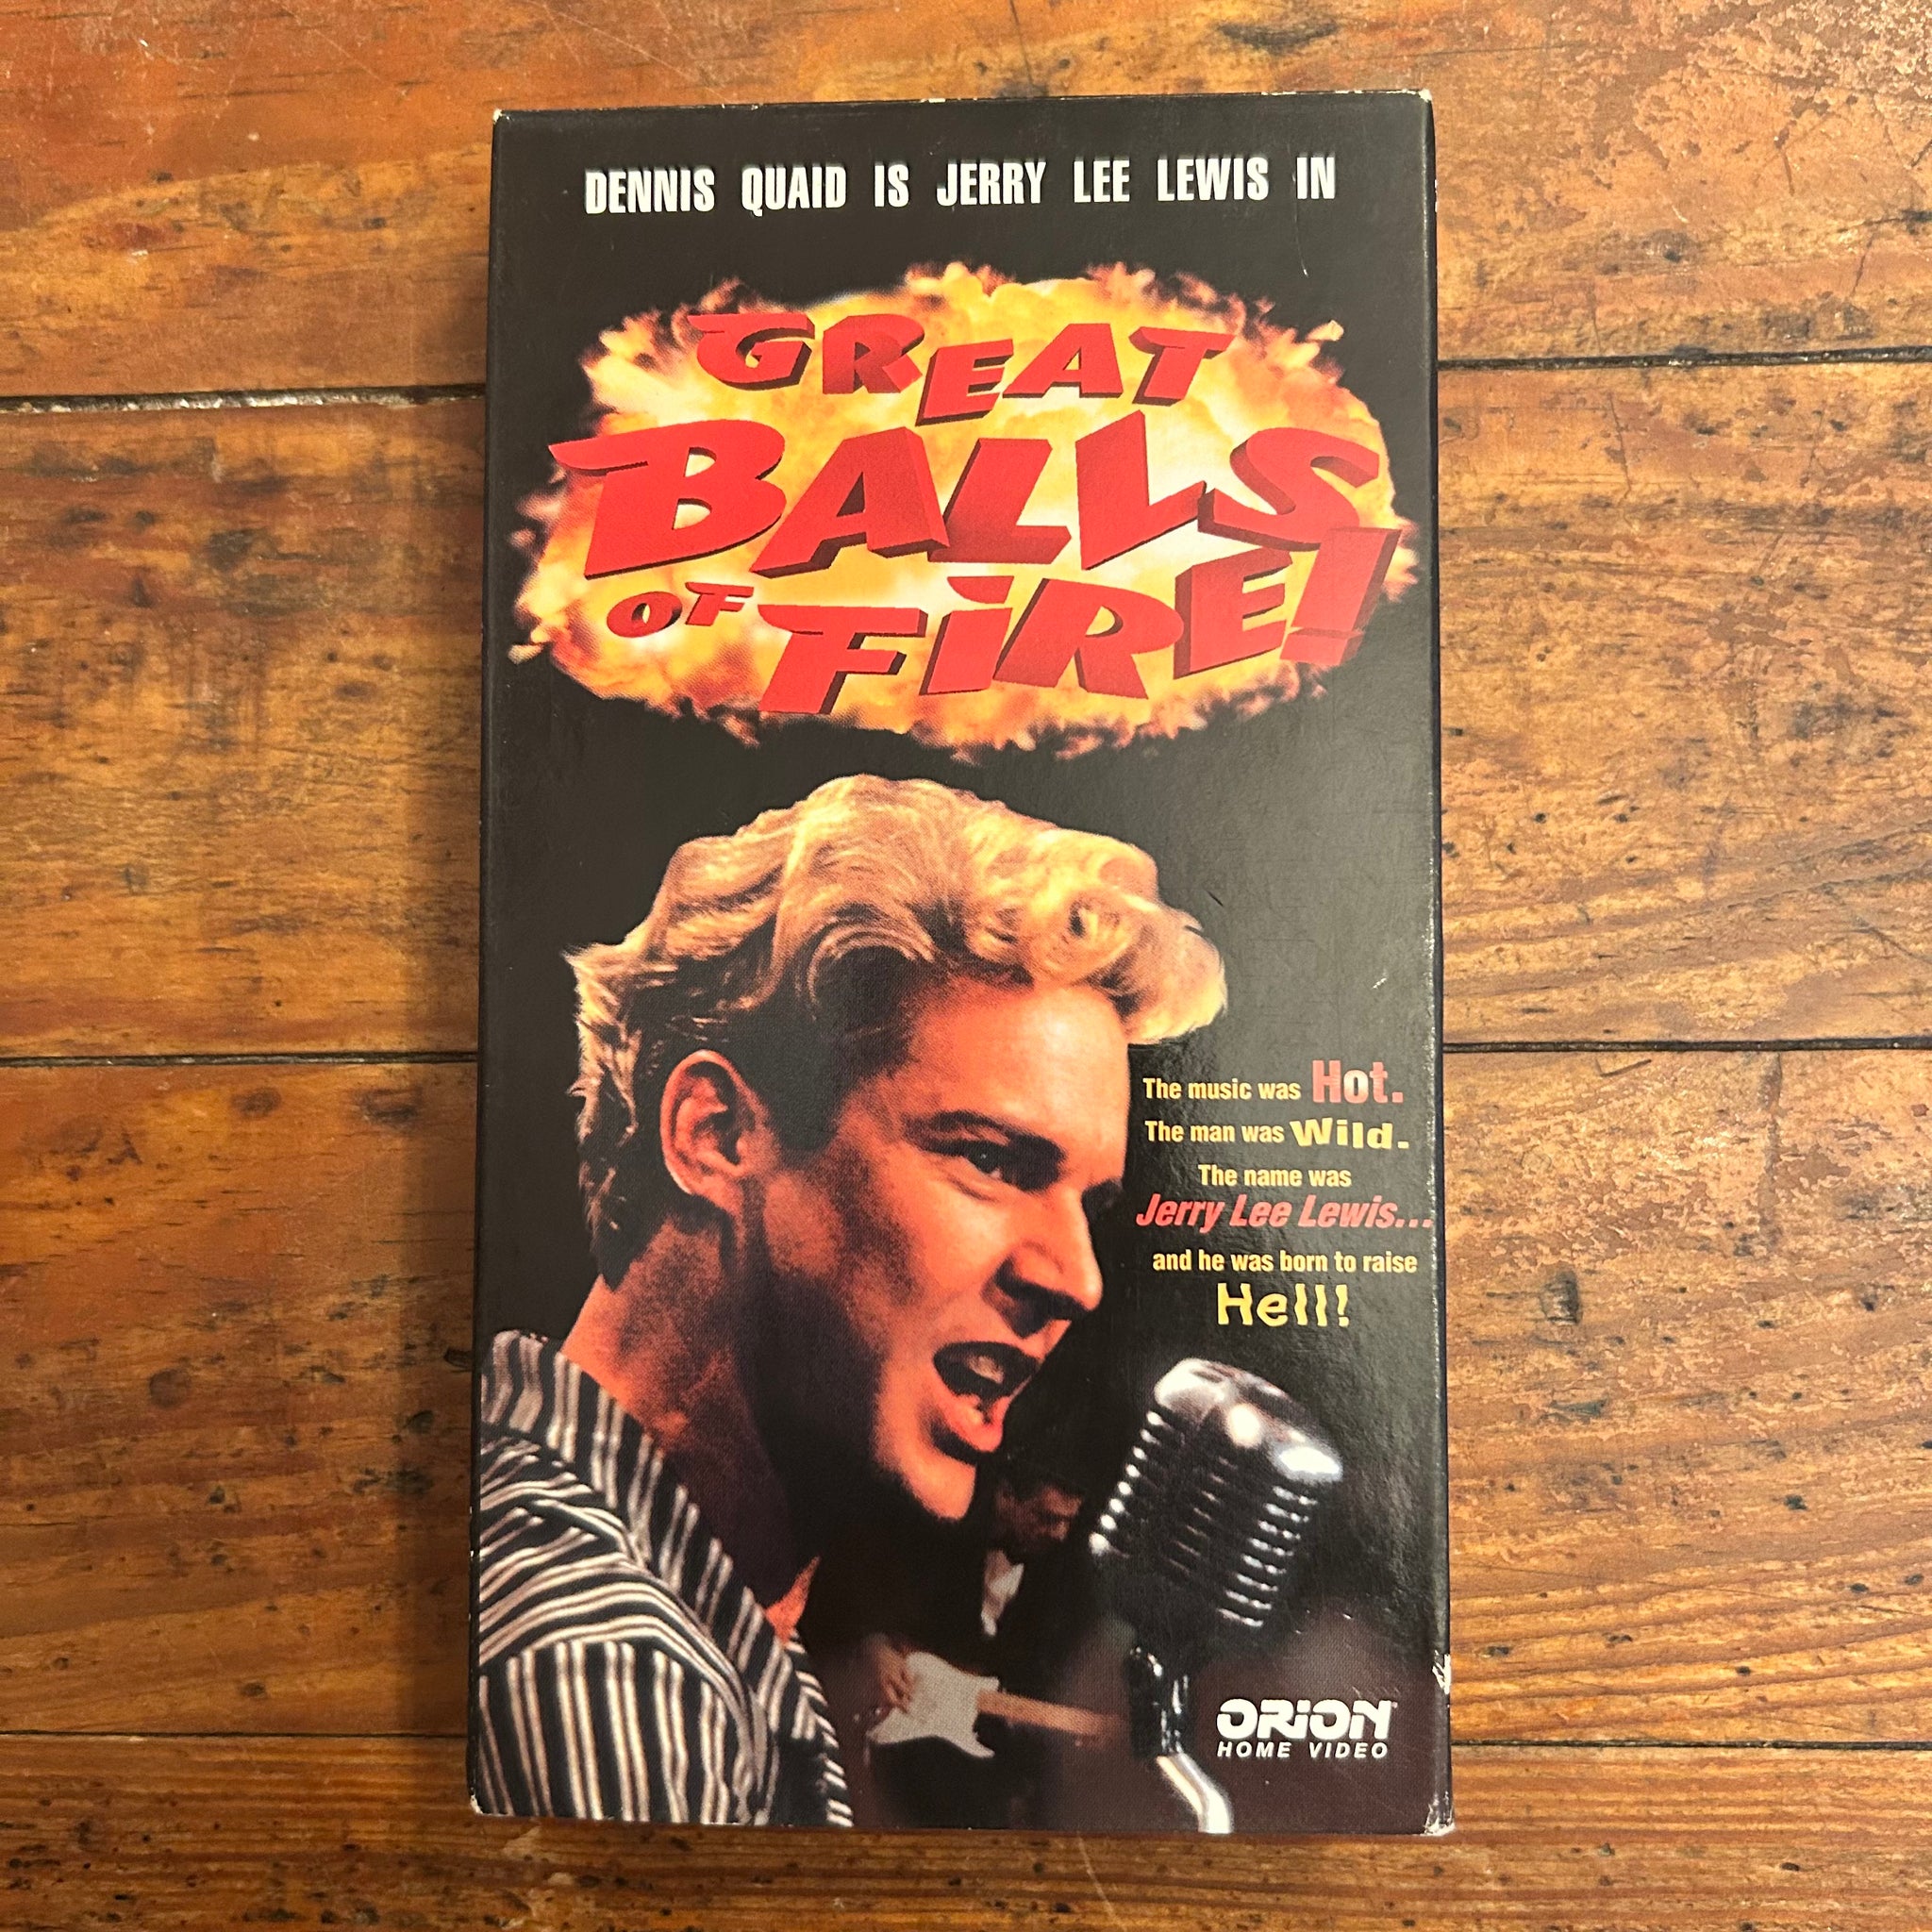 DENNIS QUAID IS JERRY LEE LEWIS IN
GREAT
BALLS
OF FIRE!
The music was Hot.
The man was Wild.
The name was
Jerry Lee Lewis...
and he was born to raise
Hell!
ORION
HOME VIDEO